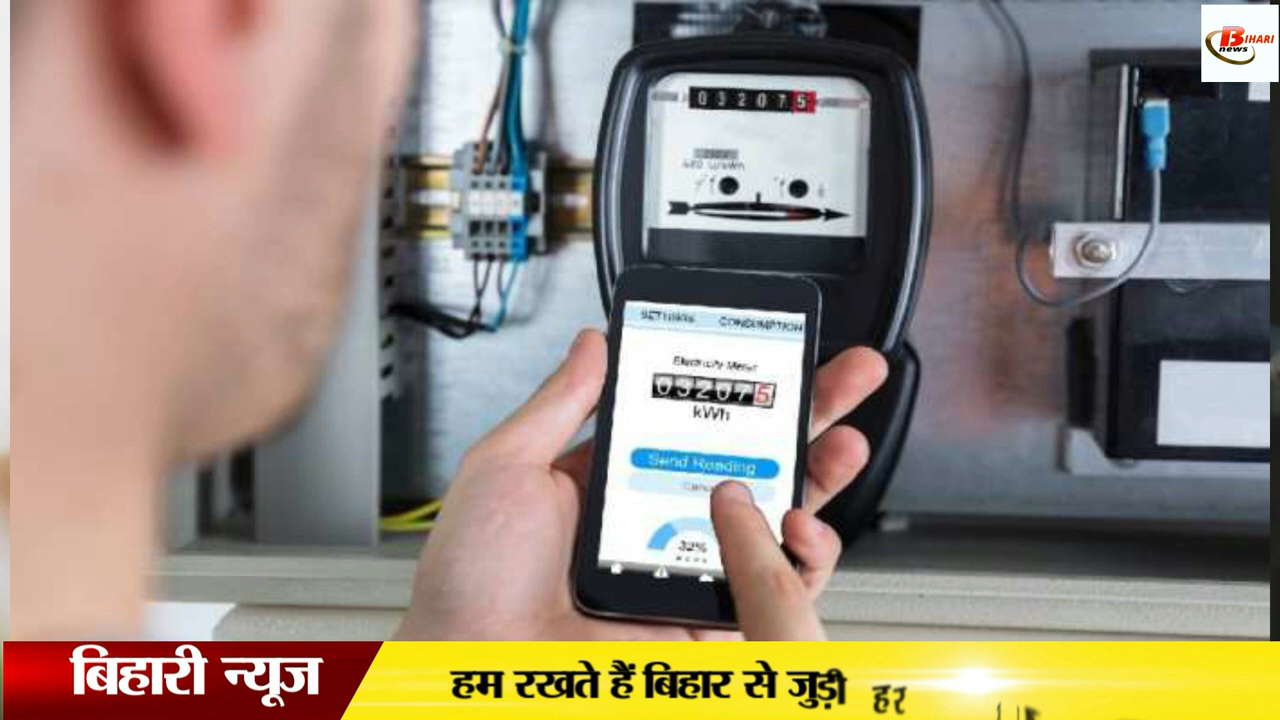 BIHARI
news
032075
SETTINGS CONSUMPTION
Electricity Meter
032075
kWh
Send Reading
32%
बिहारी न्यूज
हम रखते हैं बिहार से जुड़ी हर